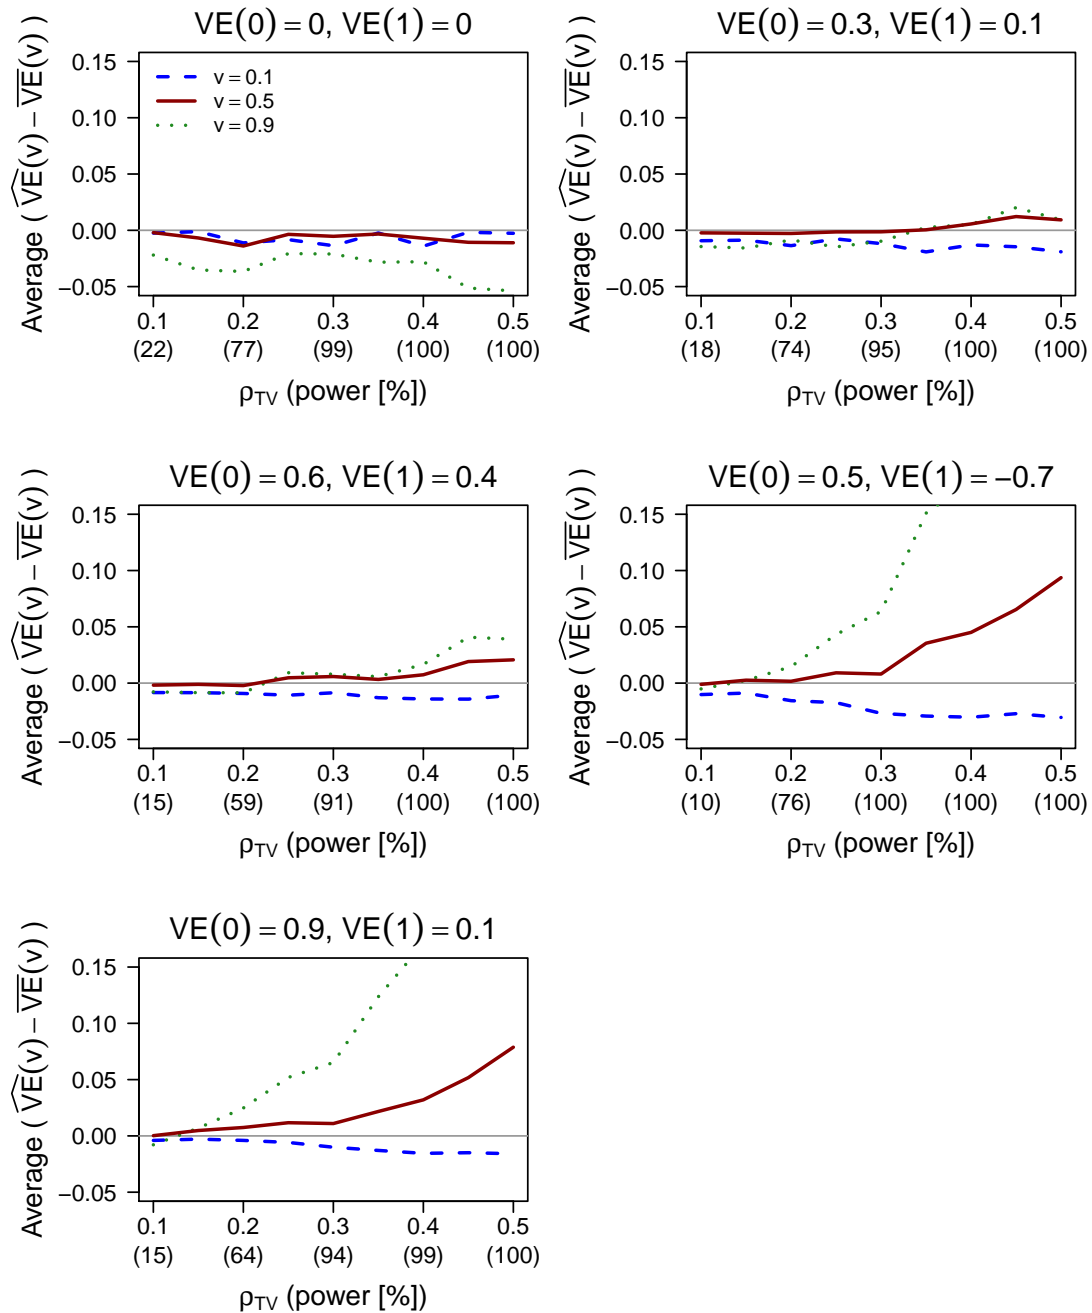 VE(0) = 0, VE(1) = 0
Average ( V̂E(v) − V̅E̅(v) )
0.15
0.10
0.05
0.00
−0.05
v = 0.1
v = 0.5
v = 0.9
0.1 0.2 0.3 0.4 0.5
(22) (77) (99) (100) (100)
ρTV (power [%])
VE(0) = 0.3, VE(1) = 0.1
Average ( V̂E(v) − V̅E̅(v) )
0.15
0.10
0.05
0.00
−0.05
0.1 0.2 0.3 0.4 0.5
(18) (74) (95) (100) (100)
ρTV (power [%])
VE(0) = 0.6, VE(1) = 0.4
Average ( V̂E(v) − V̅E̅(v) )
0.15
0.10
0.05
0.00
−0.05
0.1 0.2 0.3 0.4 0.5
(15) (59) (91) (100) (100)
ρTV (power [%])
VE(0) = 0.5, VE(1) = −0.7
Average ( V̂E(v) − V̅E̅(v) )
0.15
0.10
0.05
0.00
−0.05
0.1 0.2 0.3 0.4 0.5
(10) (76) (100) (100) (100)
ρTV (power [%])
VE(0) = 0.9, VE(1) = 0.1
Average ( V̂E(v) − V̅E̅(v) )
0.15
0.10
0.05
0.00
−0.05
0.1 0.2 0.3 0.4 0.5
(15) (64) (94) (99) (100)
ρTV (power [%])